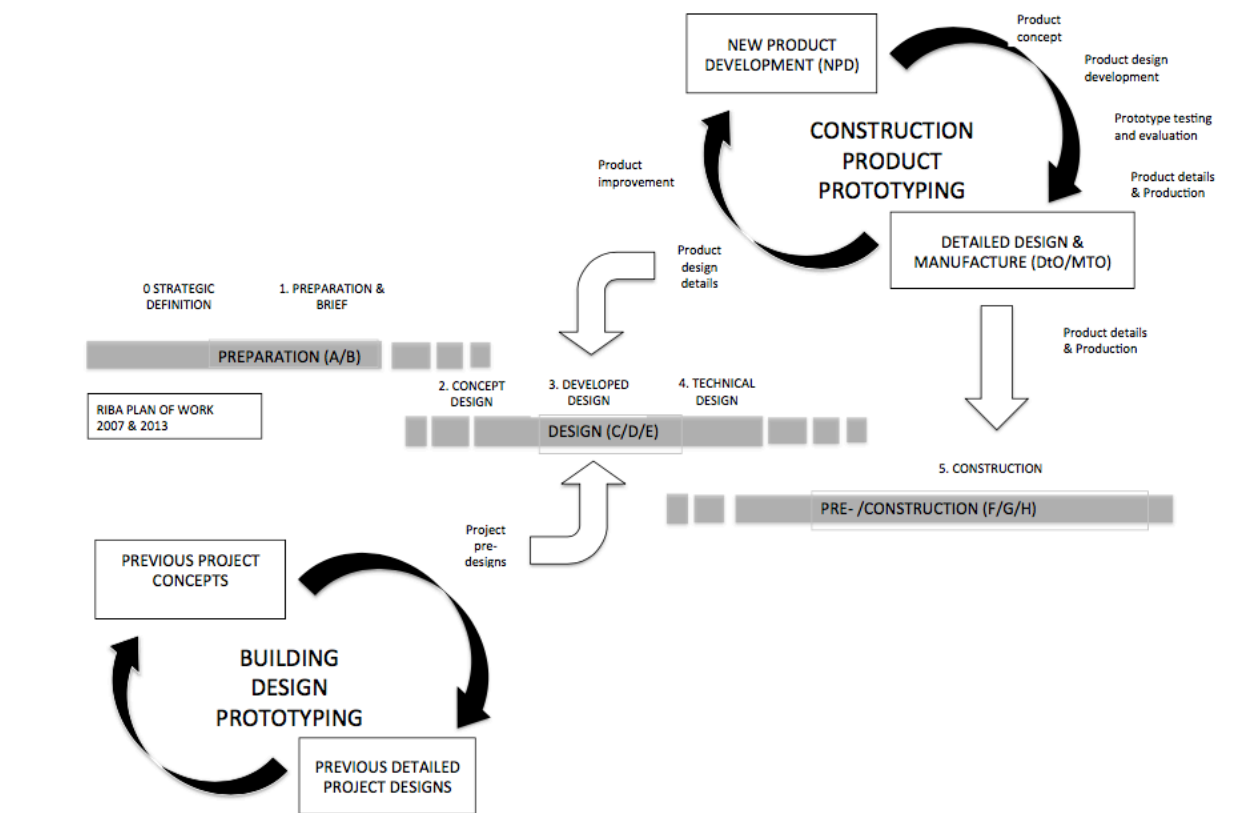 NEW PRODUCT
DEVELOPMENT (NPD)
Product
concept
Product design
development
Prototype testing
and evaluation
Product details
& Production
CONSTRUCTION
PRODUCT
PROTOTYPING
Product
improvement
DETAILED DESIGN &
MANUFACTURE (DtO/MTO)
Product
design
details
Product details
& Production
0 STRATEGIC
DEFINITION
1. PREPARATION &
BRIEF
PREPARATION (A/B)
RIBA PLAN OF WORK
2007 & 2013
2. CONCEPT
DESIGN
3. DEVELOPED
DESIGN
4. TECHNICAL
DESIGN
DESIGN (C/D/E)
5. CONSTRUCTION
PRE- /CONSTRUCTION (F/G/H)
Project
pre-
designs
PREVIOUS PROJECT
CONCEPTS
BUILDING
DESIGN
PROTOTYPING
PREVIOUS DETAILED
PROJECT DESIGNS